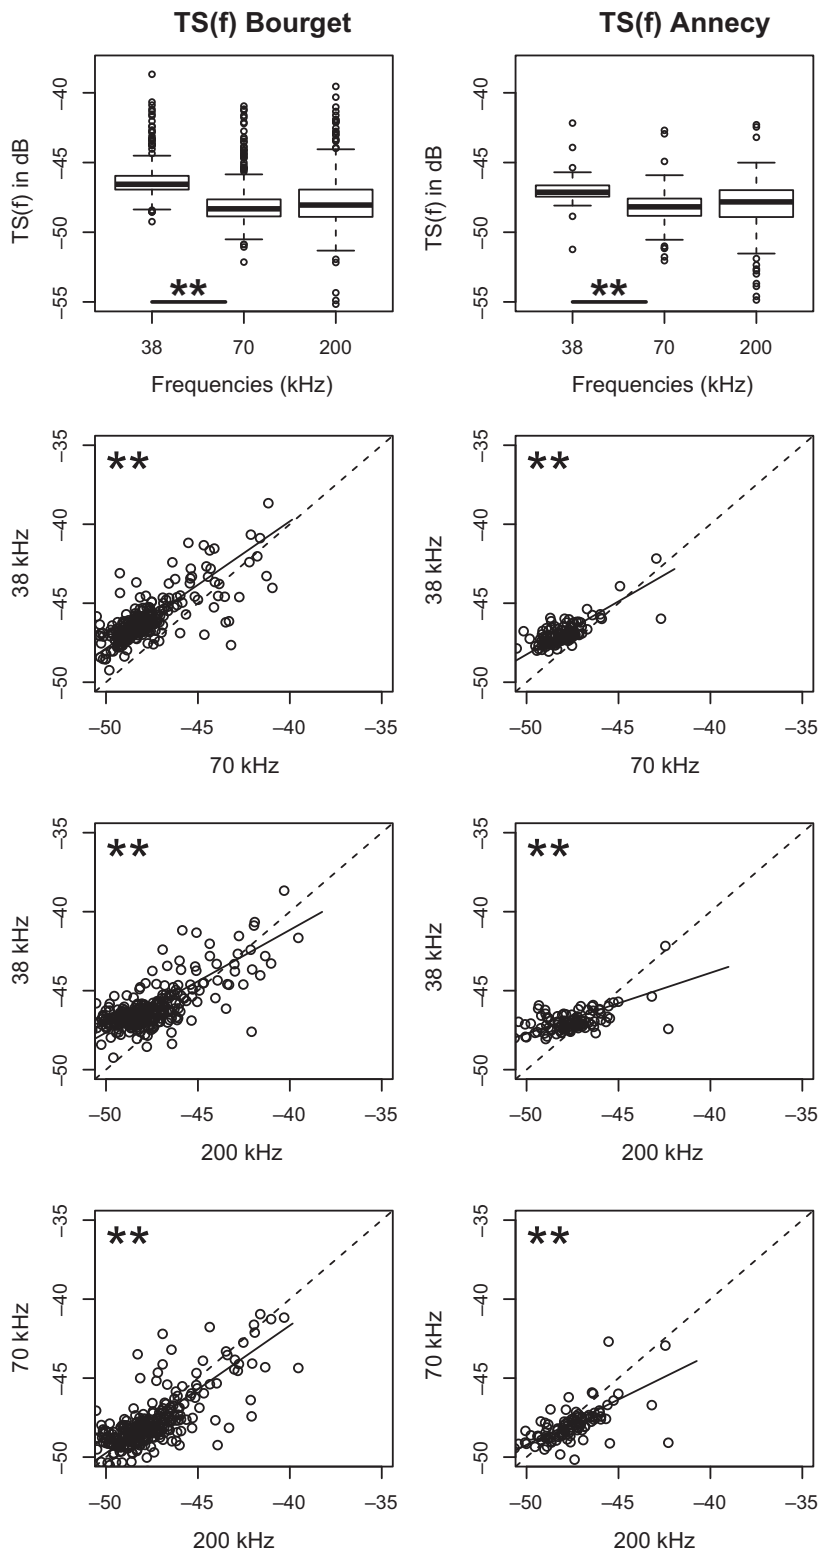 TS(f) Bourget
TS(f) Annecy
TS(f) in dB
–40
–45
–50
–55
**
38 70 200
Frequencies (kHz)
TS(f) in dB
–40
–45
–50
–55
**
38 70 200
Frequencies (kHz)
38 kHz
–35
–40
–45
–50
**
–50 –45 –40 –35
70 kHz
38 kHz
–35
–40
–45
–50
**
–50 –45 –40 –35
70 kHz
38 kHz
–35
–40
–45
–50
**
–50 –45 –40 –35
200 kHz
38 kHz
–35
–40
–45
–50
**
–50 –45 –40 –35
200 kHz
70 kHz
–35
–40
–45
–50
**
–50 –45 –40 –35
200 kHz
70 kHz
–35
–40
–45
–50
**
–50 –45 –40 –35
200 kHz